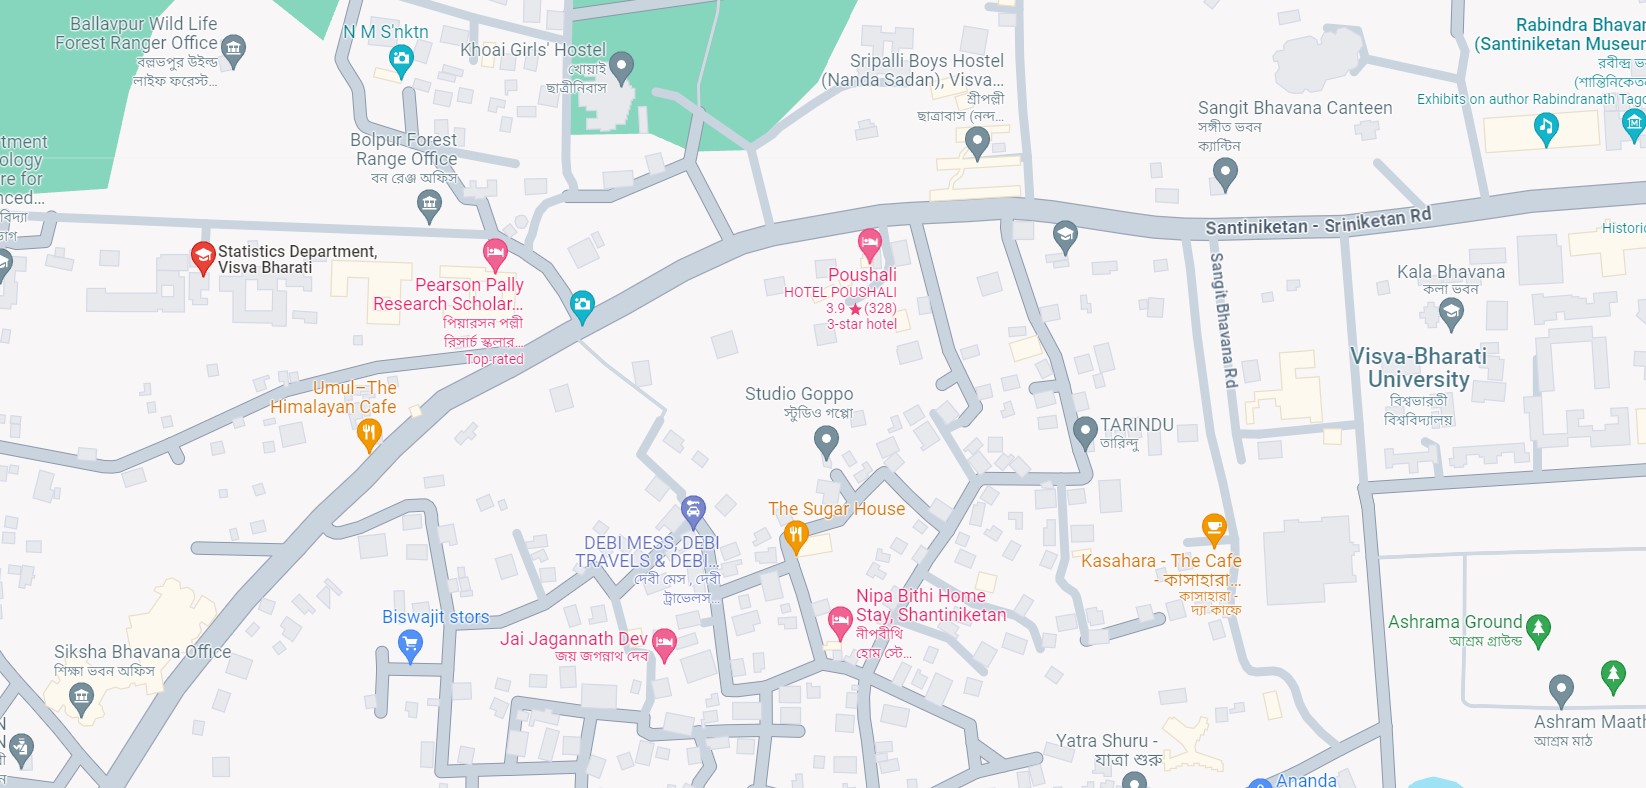 Ballavpur Wild Life
Forest Ranger Office
বল্লভপুর উইল্ড
লাইফ ফরেস্ট...
N M S'nktn
Khoai Girls' Hostel
খোয়াই
ছাত্রীনিবাস
Sripalli Boys Hostel
(Nanda Sadan), Visva...
শ্রীপল্লী
ছাত্রাবাস (নন্দ...
Rabindra Bhavan
(Santiniketan Museum
রবীন্দ্র ভ
(শান্তিনিকেত
Exhibits on author Rabindranath Tago
Sangit Bhavana Canteen
সঙ্গীত ভবন
ক্যান্টিন
Bolpur Forest
Range Office
বন রেঞ্জ অফিস
tment
ology
re for
nced...
বিদ্যা
ভাগ
Santiniketan - Sriniketan Rd
Historic
Statistics Department,
Visva Bharati
Pearson Pally
Research Scholar...
পিয়ারসন পল্লী
রিসার্চ স্কলার...
Top rated
Poushali
HOTEL POUSHALI
3.9 ★ (328)
3-star hotel
Sangit Bhavana Rd
Kala Bhavana
কলা ভবন
Visva-Bharati
University
বিশ্বভারতী
বিশ্ববিদ্যালয়
Umul–The
Himalayan Cafe
Studio Goppo
স্টুডিও গপ্পো
TARINDU
তারিন্দু
The Sugar House
DEBI MESS, DEBI
TRAVELS & DEBI...
দেবী মেস , দেবী
ট্রাভেলস...
Kasahara - The Cafe
- কাসাহারা...
কাসাহারা -
দ্যা কাফে
Nipa Bithi Home
Stay, Shantiniketan
নীপবীথি
হোম স্টে...
Biswajit stors
Jai Jagannath Dev
জয় জগন্নাথ দেব
Ashrama Ground
আশ্রম গ্রাউন্ড
Siksha Bhavana Office
শিক্ষা ভবন অফিস
Ashram Maath
আশ্রম মাঠ
Yatra Shuru -
যাত্রা শুরু
Ananda